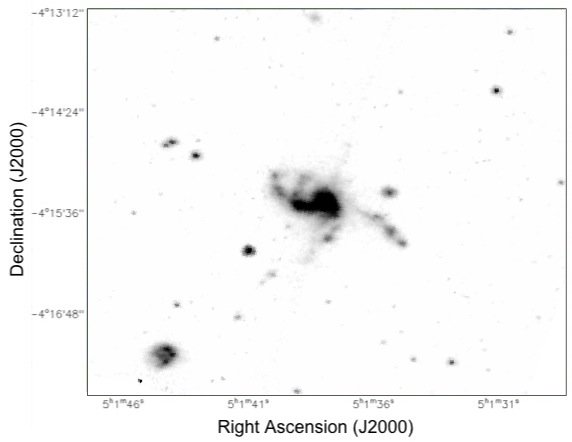 −4°13'12"
−4°14'24"
−4°15'36"
−4°16'48"
Declination (J2000)
5ʰ1ᵐ46ˢ 5ʰ1ᵐ41ˢ 5ʰ1ᵐ36ˢ 5ʰ1ᵐ31ˢ
Right Ascension (J2000)